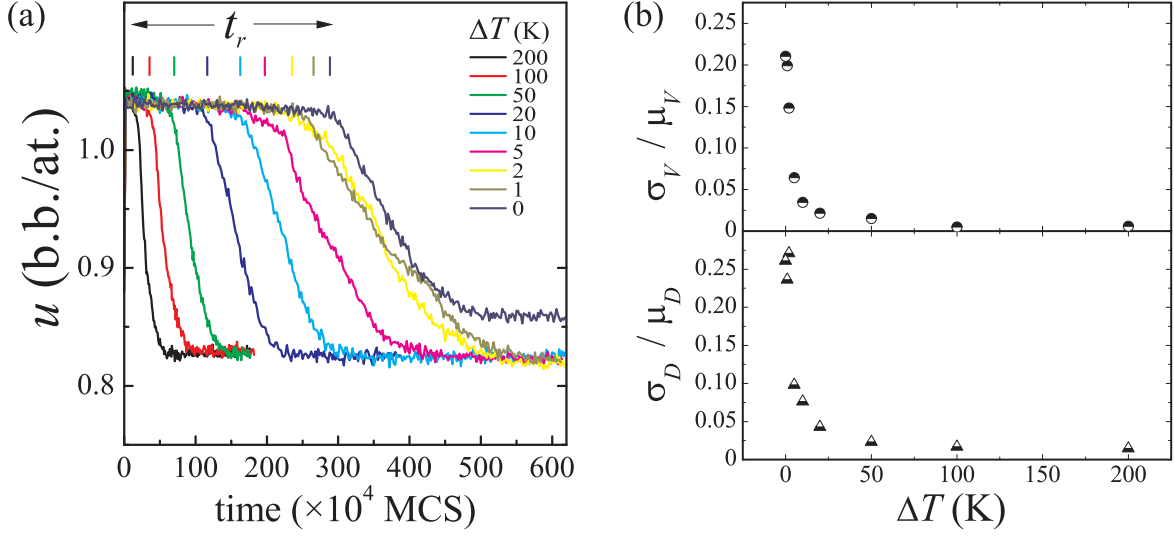 (a)
t_r
ΔT (K)
200
100
50
20
10
5
2
1
0
1.0
0.9
0.8
u (b.b./at.)
0 100 200 300 400 500 600
time (×10⁴ MCS)
(b)
0.25
0.20
0.15
0.10
0.05
0
σ_V / μ_V
0.25
0.20
0.15
0.10
0.05
0
σ_D / μ_D
0 50 100 150 200
ΔT (K)